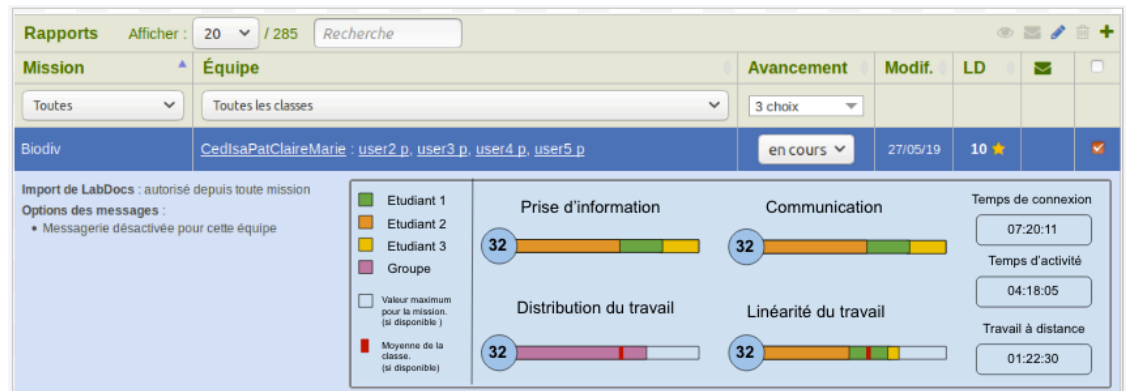 Rapports Afficher : 20 / 285 Recherche
Mission Équipe Avancement Modif. LD
Toutes Toutes les classes 3 choix
Biodiv CedIsaPatClaireMarie : user2 p, user3 p, user4 p, user5 p en cours 27/05/19 10
Import de LabDocs : autorisé depuis toute mission
Options des messages :
• Messagerie désactivée pour cette équipe
Etudiant 1
Etudiant 2
Etudiant 3
Groupe
Valeur maximum
pour la mission.
(si disponible )
Moyenne de la
classe.
(si disponible)
Prise d'information
32
Communication
32
Distribution du travail
32
Linéarité du travail
32
Temps de connexion
07:20:11
Temps d'activité
04:18:05
Travail à distance
01:22:30